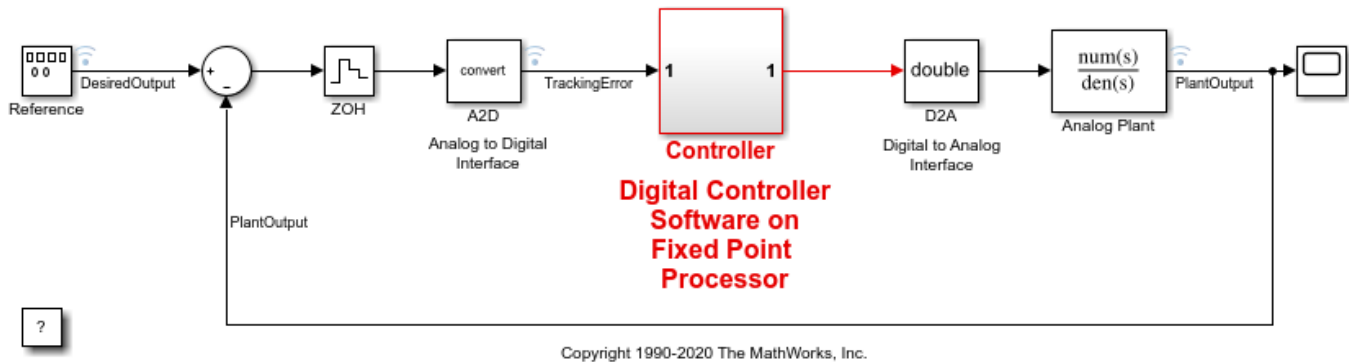 DesiredOutput
Reference
+
-
ZOH
convert
A2D
Analog to Digital
Interface
TrackingError
1
1
Controller
Digital Controller
Software on
Fixed Point
Processor
double
D2A
Digital to Analog
Interface
num(s)
den(s)
Analog Plant
PlantOutput
PlantOutput
?
Copyright 1990-2020 The MathWorks, Inc.